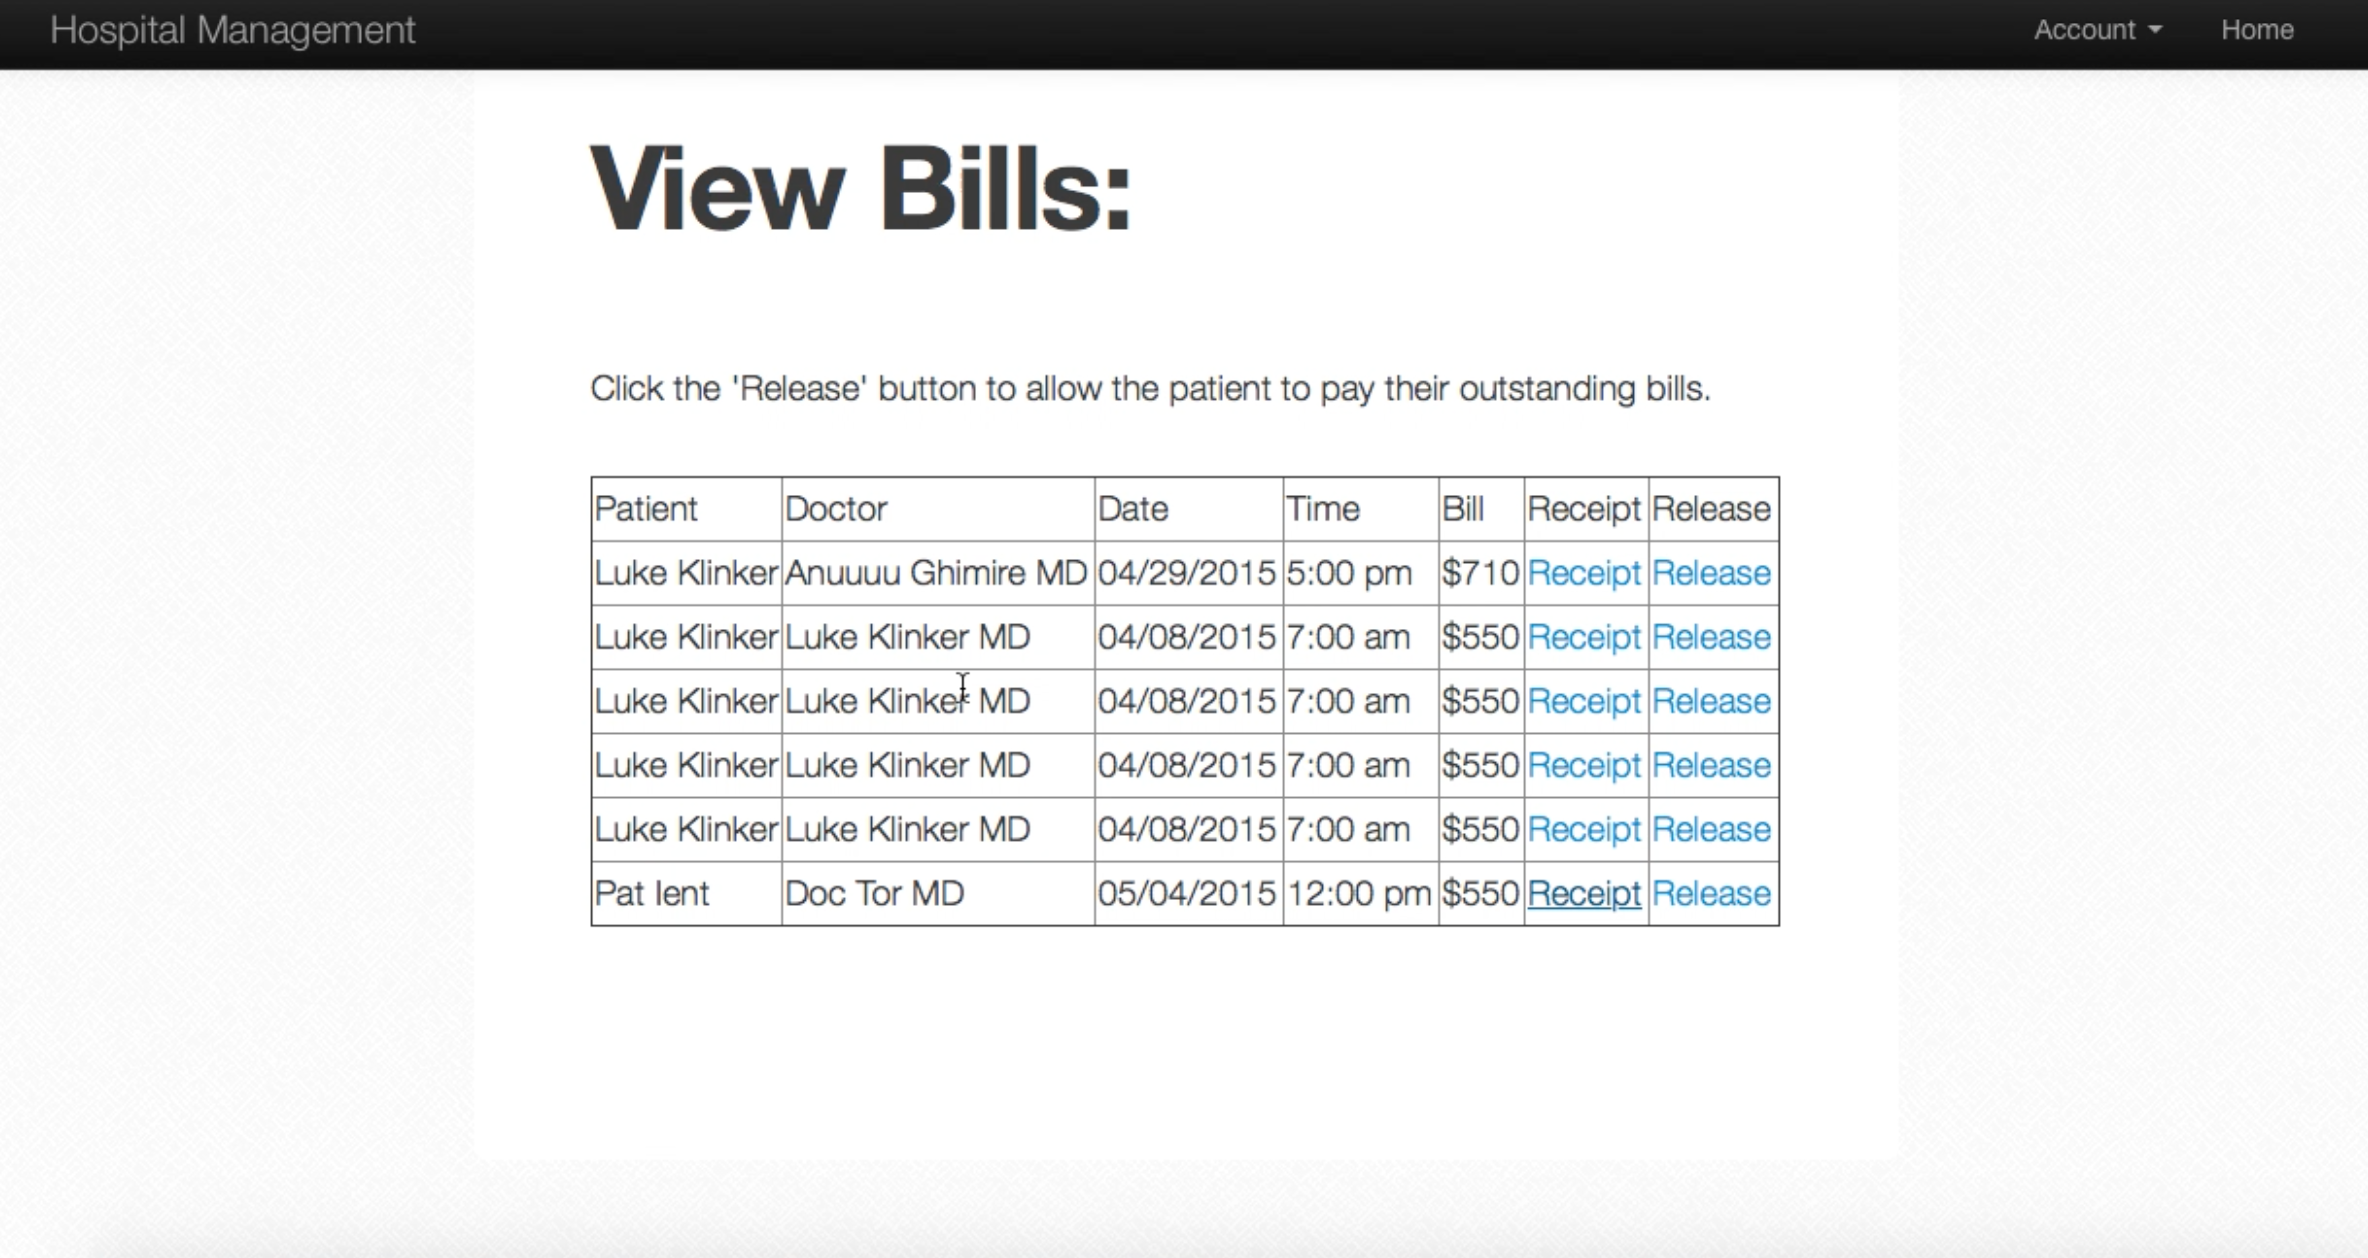 Hospital Management Account Home
View Bills:
Click the 'Release' button to allow the patient to pay their outstanding bills.
Patient Doctor Date Time Bill Receipt Release
Luke Klinker Anuuuu Ghimire MD 04/29/2015 5:00 pm $710 Receipt Release
Luke Klinker Luke Klinker MD 04/08/2015 7:00 am $550 Receipt Release
Luke Klinker Luke Klinker MD 04/08/2015 7:00 am $550 Receipt Release
Luke Klinker Luke Klinker MD 04/08/2015 7:00 am $550 Receipt Release
Luke Klinker Luke Klinker MD 04/08/2015 7:00 am $550 Receipt Release
Pat Ient Doc Tor MD 05/04/2015 12:00 pm $550 Receipt Release